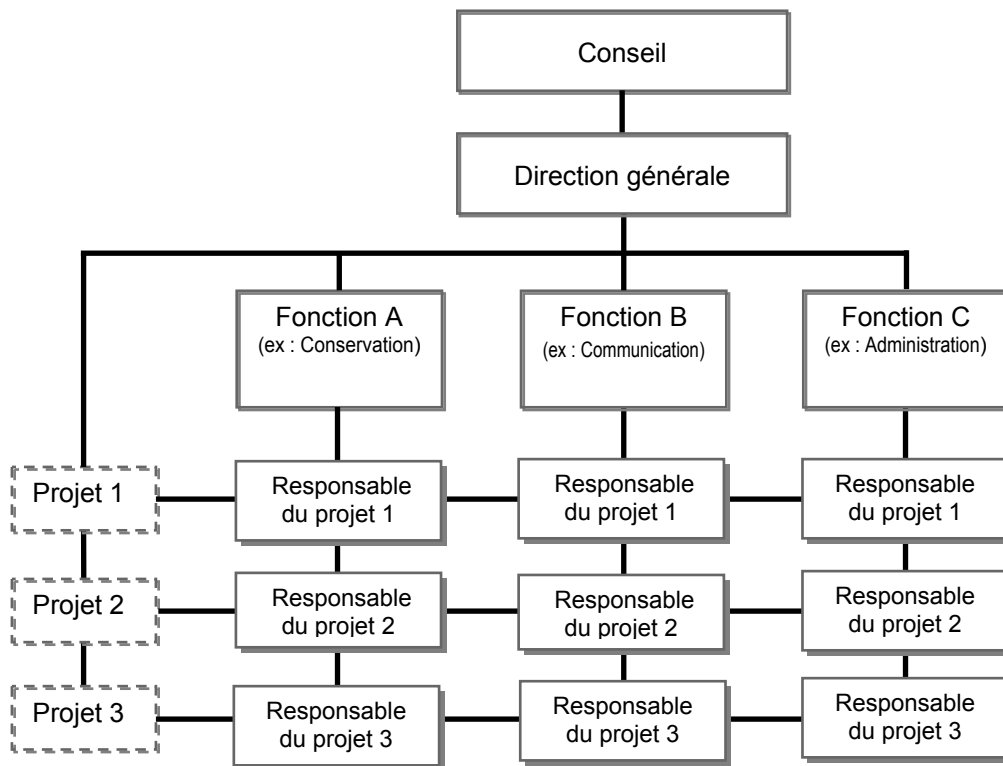 Conseil
Direction générale
Fonction A
(ex : Conservation)
Fonction B
(ex : Communication)
Fonction C
(ex : Administration)
Projet 1
Responsable
du projet 1
Responsable
du projet 1
Responsable
du projet 1
Projet 2
Responsable
du projet 2
Responsable
du projet 2
Responsable
du projet 2
Projet 3
Responsable
du projet 3
Responsable
du projet 3
Responsable
du projet 3